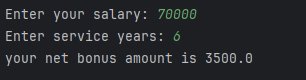 Enter your salary: 70000
Enter service years: 6
your net bonus amount is 3500.0